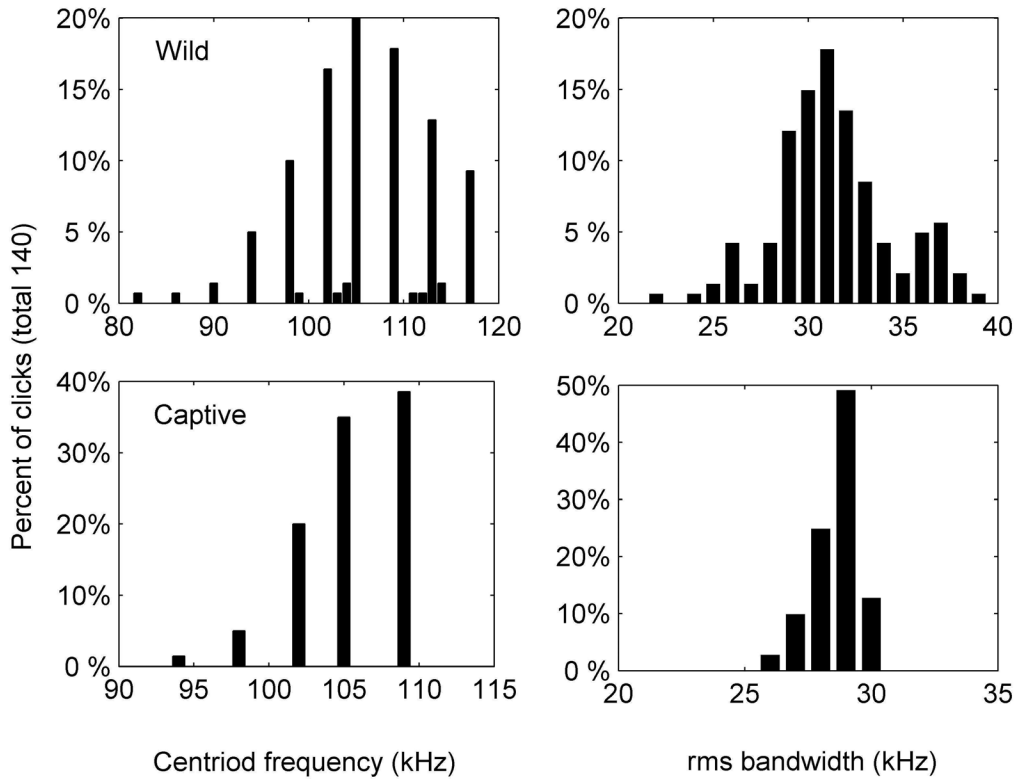 Percent of clicks (total 140)
Wild
20%
15%
10%
5 %
0 %
80 90 100 110 120
20%
15%
10%
5 %
0 %
20 25 30 35 40
Captive
40%
30%
20%
10%
0 %
90 95 100 105 110 115
Centriod frequency (kHz)
50%
40%
30%
20%
10%
0 %
20 25 30 35
rms bandwidth (kHz)